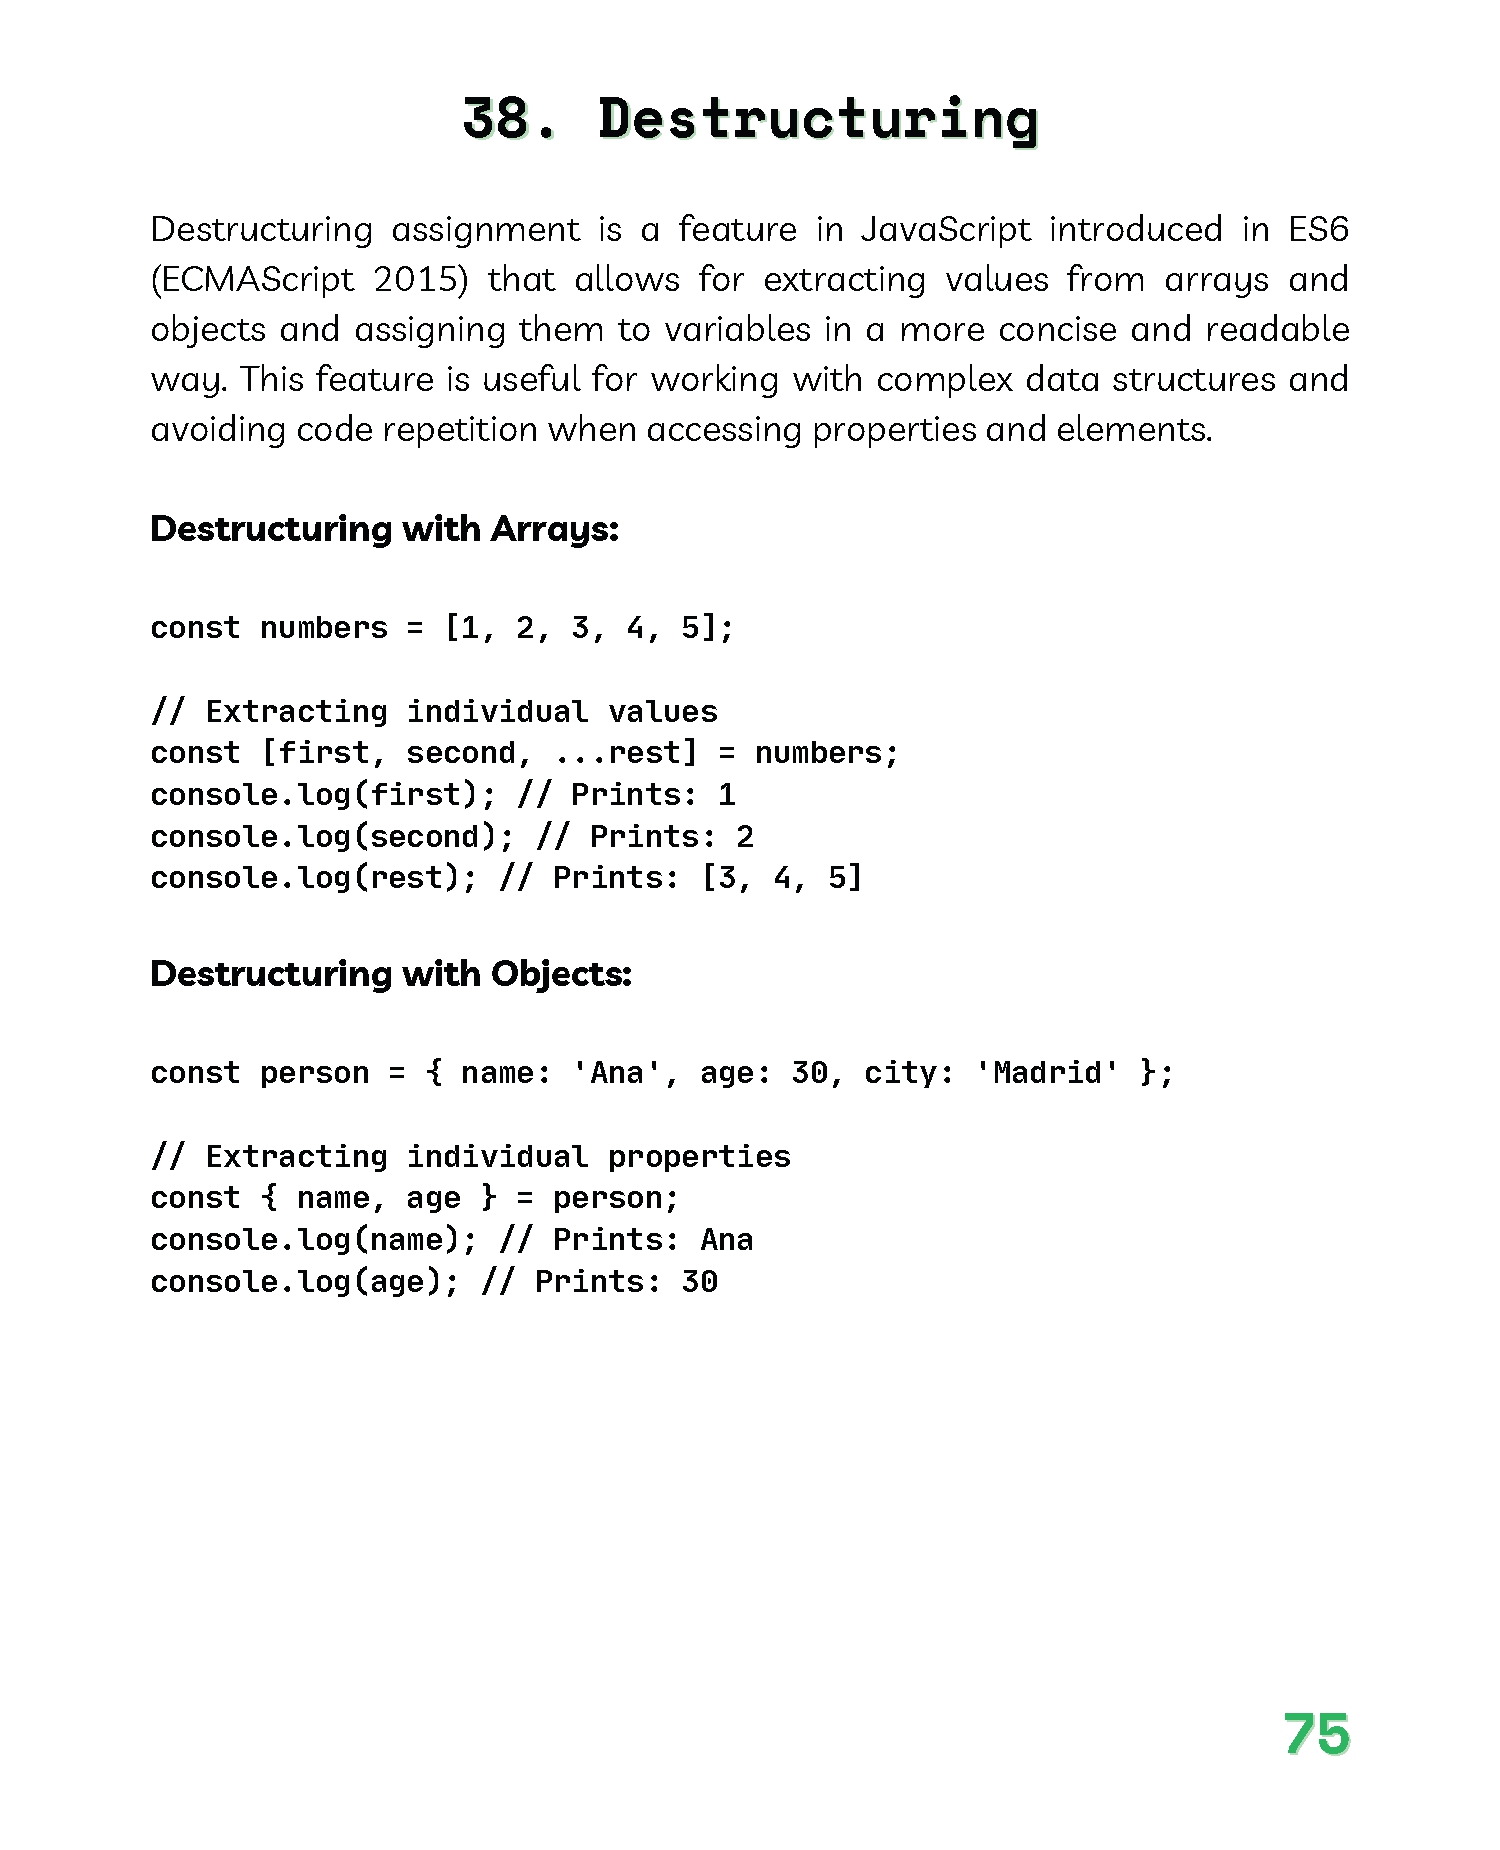 38. Destructuring
Destructuring assignment is a feature in JavaScript introduced in ES6
(ECMAScript 2015) that allows for extracting values from arrays and
objects and assigning them to variables in a more concise and readable
way. This feature is useful for working with complex data structures and
avoiding code repetition when accessing properties and elements.
Destructuring with Arrays:
const numbers = [1, 2, 3, 4, 5];
// Extracting individual values
const [first, second, ...rest] = numbers;
console.log(first); // Prints: 1
console.log(second); // Prints: 2
console.log(rest); // Prints: [3, 4, 5]
Destructuring with Objects:
const person = { name: 'Ana', age: 30, city: 'Madrid' };
// Extracting individual properties
const { name, age } = person;
console.log(name); // Prints: Ana
console.log(age); // Prints: 30
75